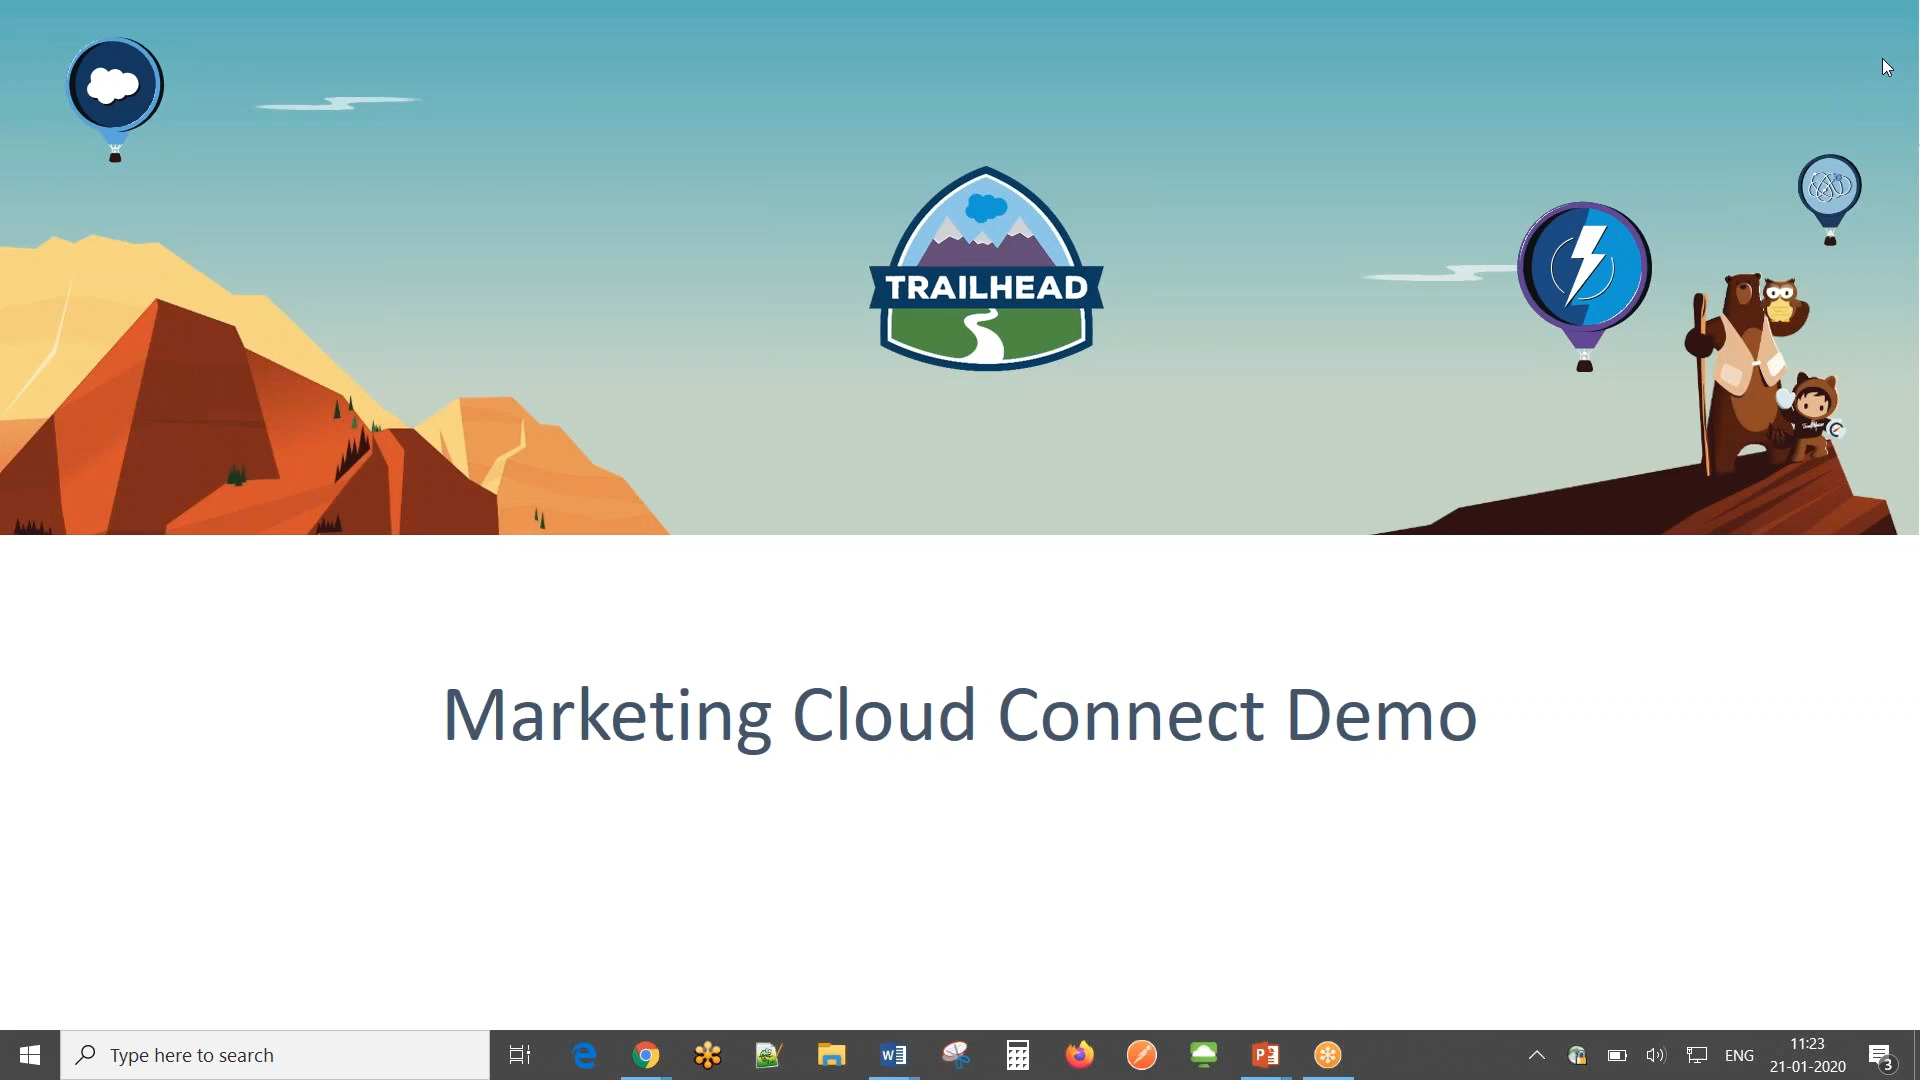 TRAILHEAD
Marketing Cloud Connect Demo
Type here to search
ENG
11:23
21-01-2020
3